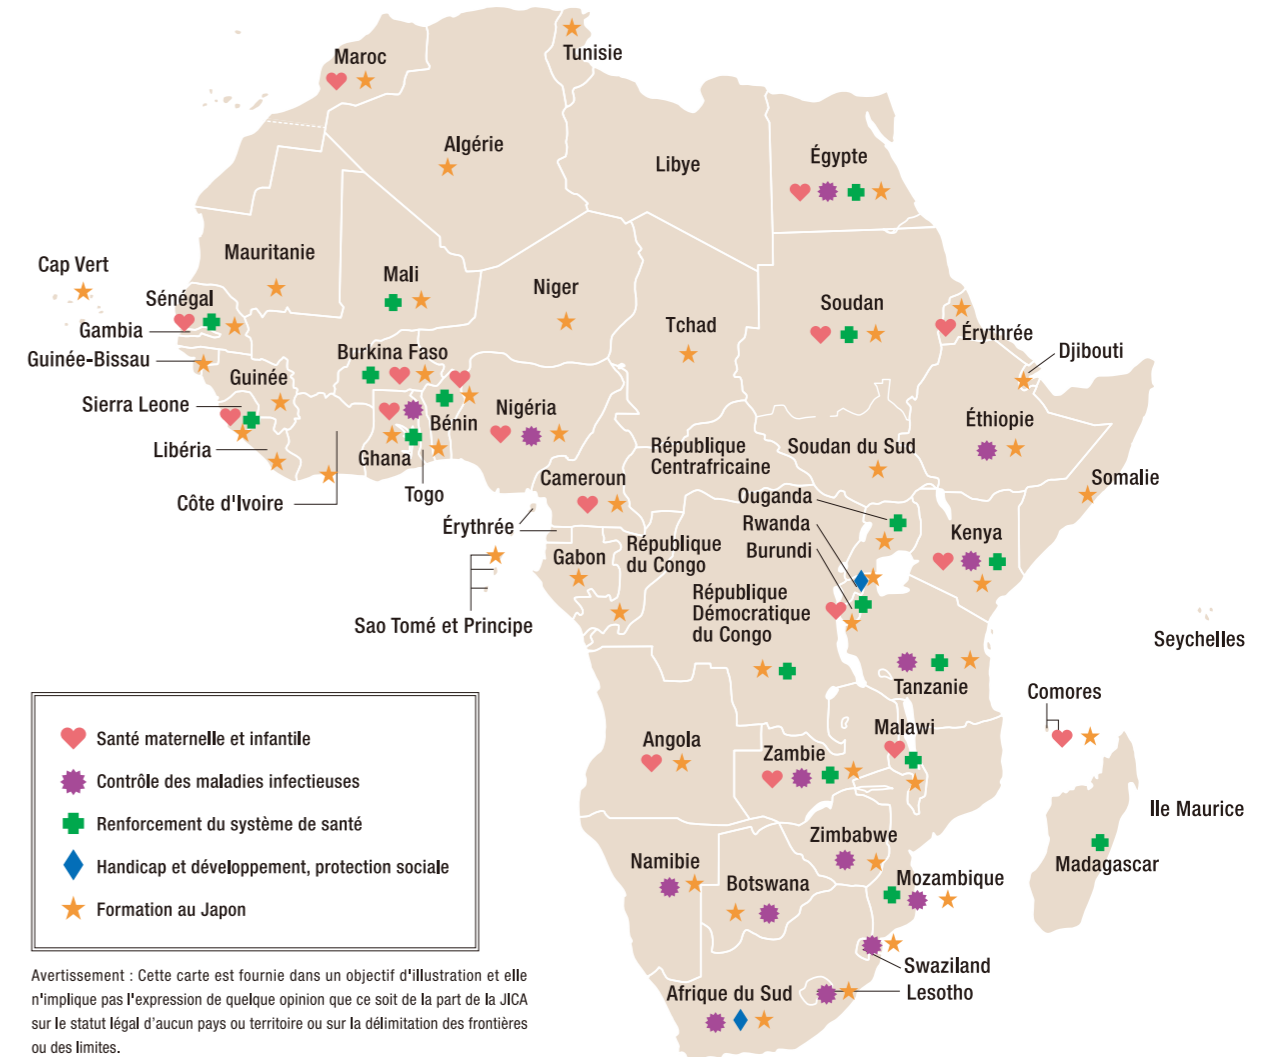 Maroc
Tunisie
Algérie
Libye
Égypte
Mauritanie
Cap Vert
Mali
Niger
Sénégal
Soudan
Tchad
Gambia
Érythrée
Burkina Faso
Djibouti
Guinée-Bissau
Guinée
Sierra Leone
Nigéria
Bénin
Éthiopie
Libéria
Ghana
République
Centrafricaine
Soudan du Sud
Cameroun
Somalie
Togo
Côte d'Ivoire
Ouganda
Érythrée
Rwanda
Kenya
Gabon
République
du Congo
Burundi
République
Démocratique
du Congo
Sao Tomé et Principe
Seychelles
Tanzanie
Comores
Malawi
Angola
Zambie
Ile Maurice
Zimbabwe
Namibie
Botswana
Madagascar
Mozambique
Swaziland
Lesotho
Afrique du Sud
Santé maternelle et infantile
Contrôle des maladies infectieuses
Renforcement du système de santé
Handicap et développement, protection sociale
Formation au Japon
Avertissement : Cette carte est fournie dans un objectif d'illustration et elle
n'implique pas l'expression de quelque opinion que ce soit de la part de la JICA
sur le statut légal d'aucun pays ou territoire ou sur la délimitation des frontières
ou des limites.